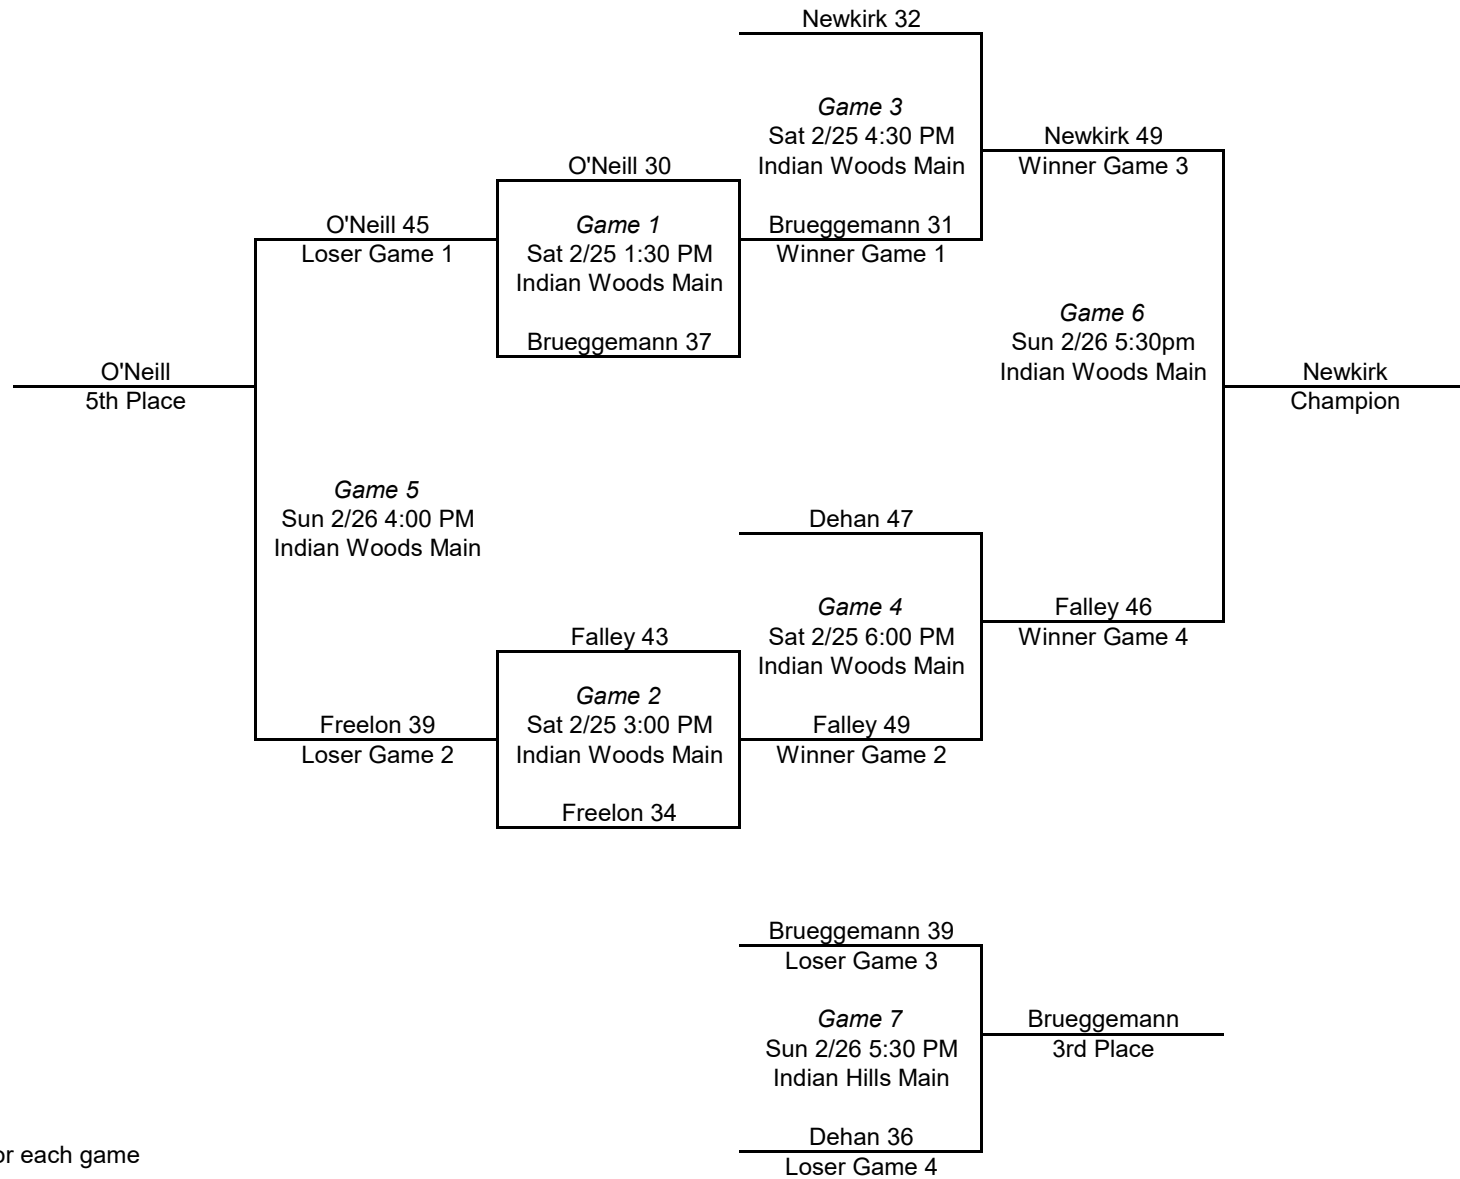 Newkirk 32
Game 3
Sat 2/25 4:30 PM
Indian Woods Main
Newkirk 49
Winner Game 3
O'Neill 30
O'Neill 45
Loser Game 1
Game 1
Sat 2/25 1:30 PM
Indian Woods Main
Brueggemann 31
Winner Game 1
Brueggemann 37
Game 6
Sun 2/26 5:30pm
Indian Woods Main
O'Neill
5th Place
Newkirk
Champion
Game 5
Sun 2/26 4:00 PM
Indian Woods Main
Dehan 47
Game 4
Sat 2/25 6:00 PM
Indian Woods Main
Falley 46
Winner Game 4
Falley 43
Game 2
Sat 2/25 3:00 PM
Indian Woods Main
Freelon 39
Loser Game 2
Falley 49
Winner Game 2
Freelon 34
Brueggemann 39
Loser Game 3
Game 7
Sun 2/26 5:30 PM
Indian Hills Main
Brueggemann
3rd Place
Dehan 36
Loser Game 4
or each game